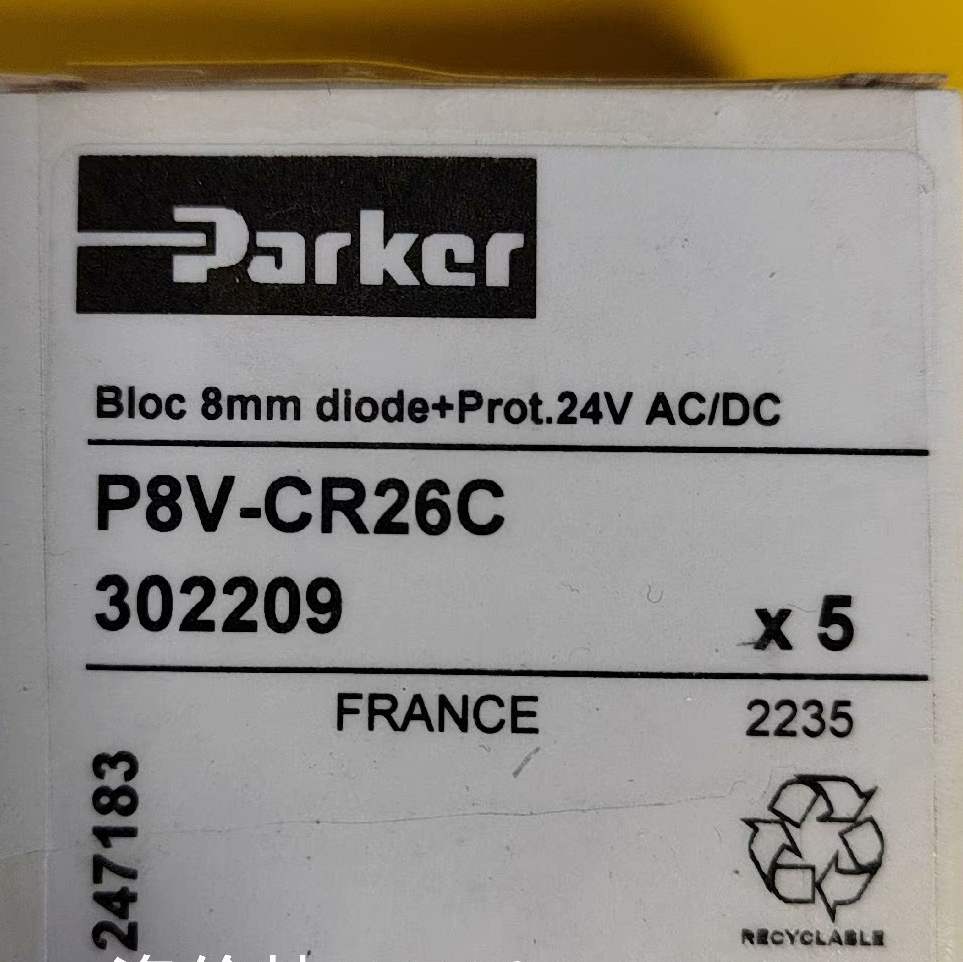 Parker
Bloc 8mm diode+Prot.24V AC/DC
P8V-CR26C
302209
x 5
FRANCE
2235
247183
RECYCLABLE